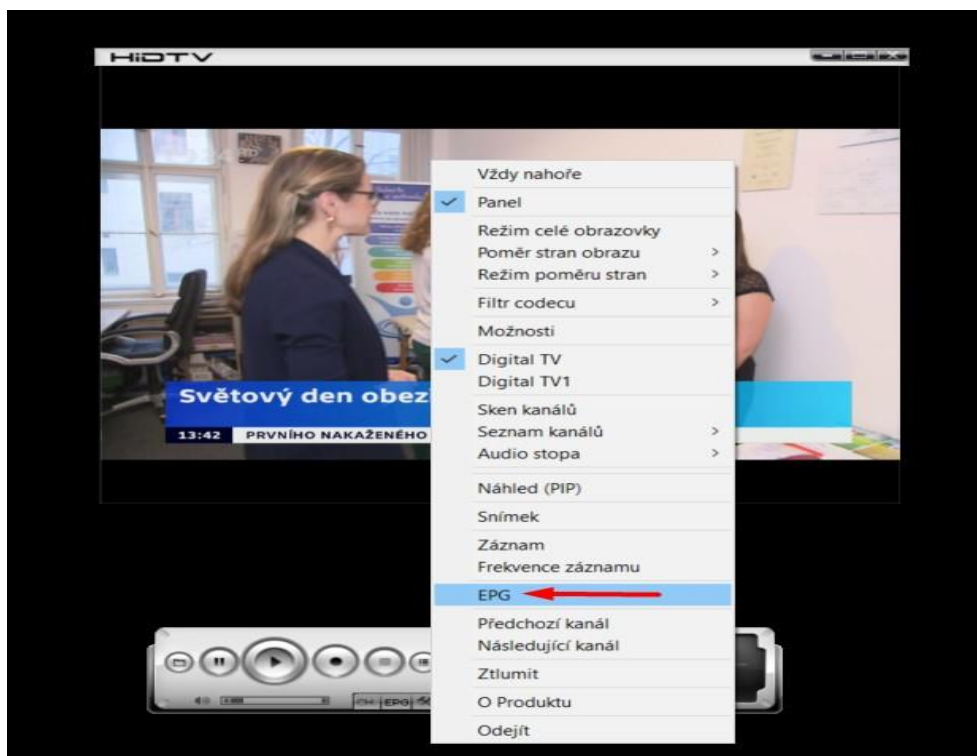 HiDTV
Vždy nahoře
Panel
Režim celé obrazovky
Poměr stran obrazu
Režim poměru stran
Filtr codecu
Možnosti
Digital TV
Digital TV1
Sken kanálů
Seznam kanálů
Audio stopa
Náhled (PIP)
Snímek
Záznam
Frekvence záznamu
EPG
Předchozí kanál
Následující kanál
Ztlumit
O Produktu
Odejít
Světový den obezi
13:42 PRVNÍHO NAKAŽENÉHO
CH EPG